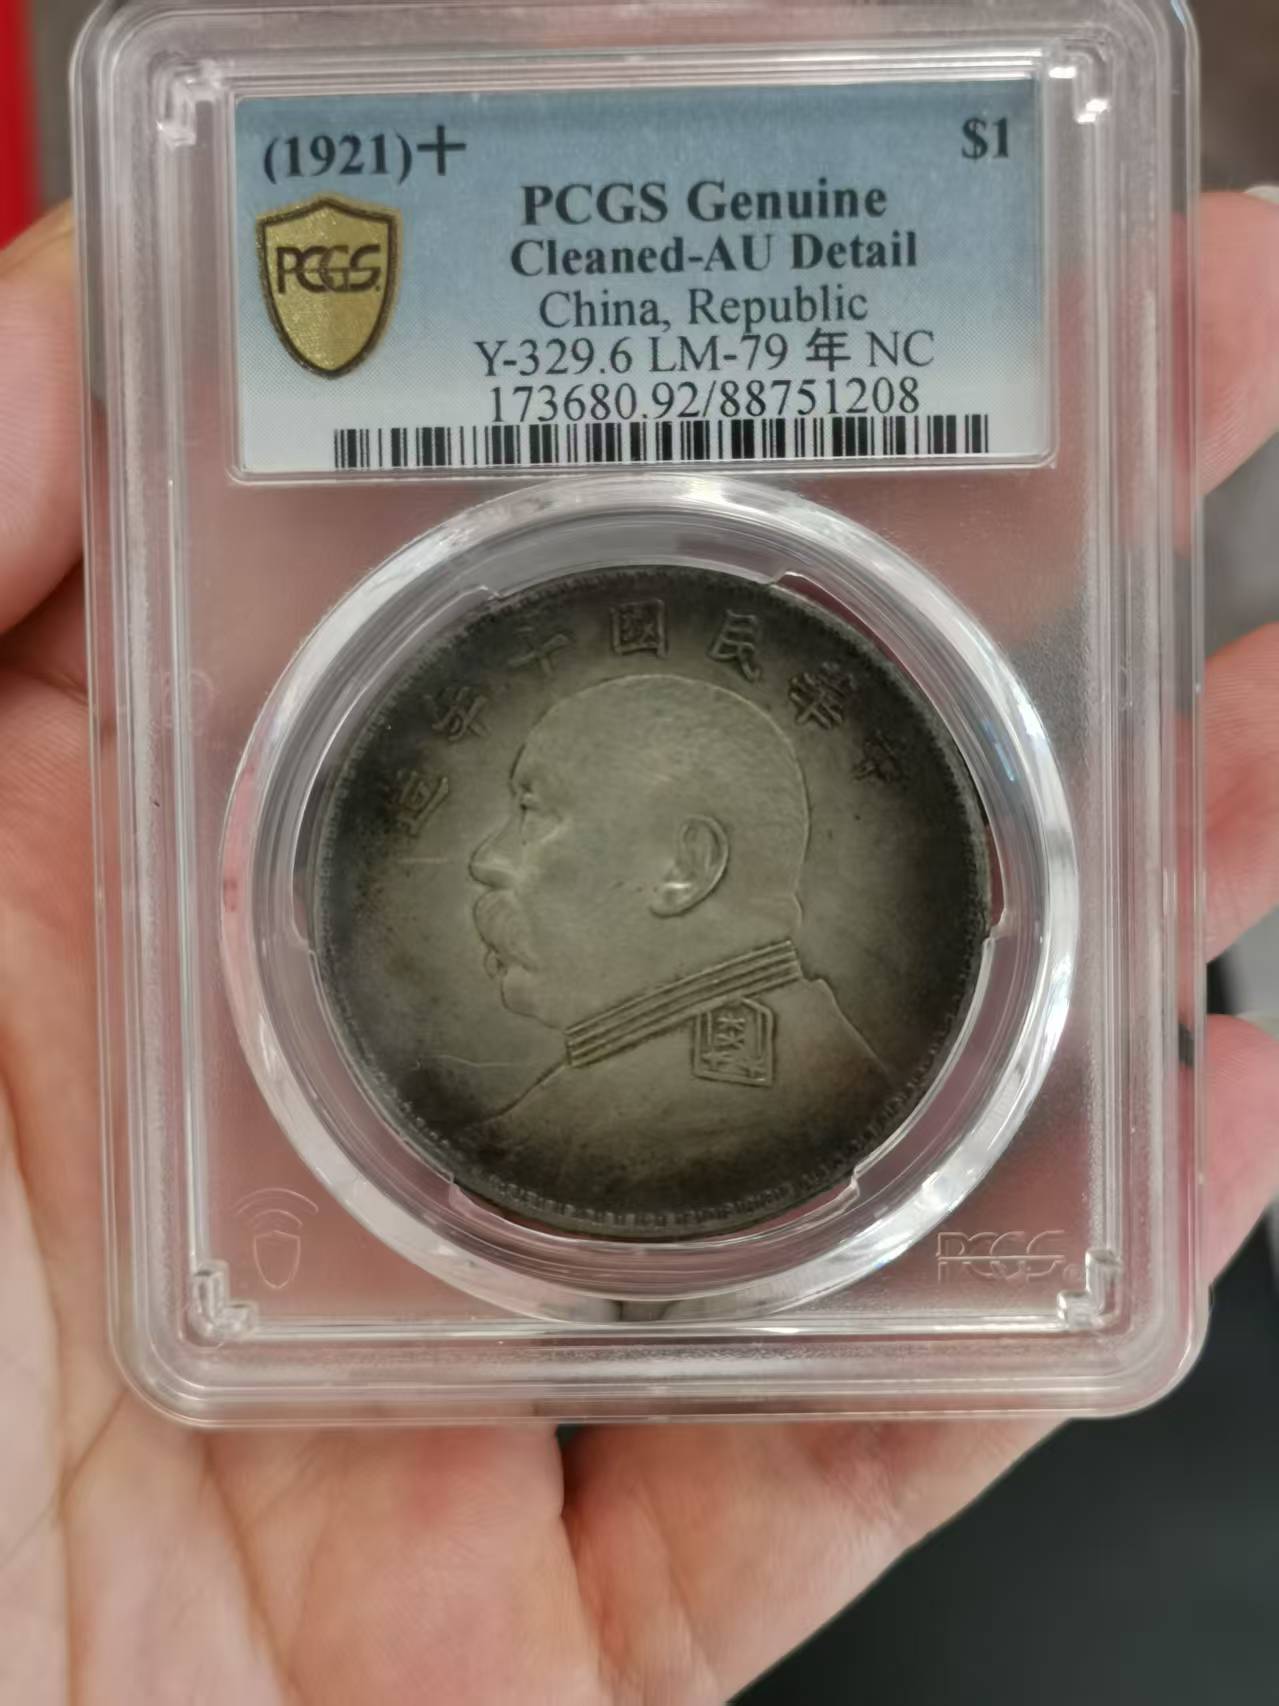 (1921)十 $1
PCGS Genuine
PCGS
Cleaned-AU Detail
China, Republic
Y-329.6 LM-79 年 NC
173680.92/88751208
造年十國民華中
PCGS